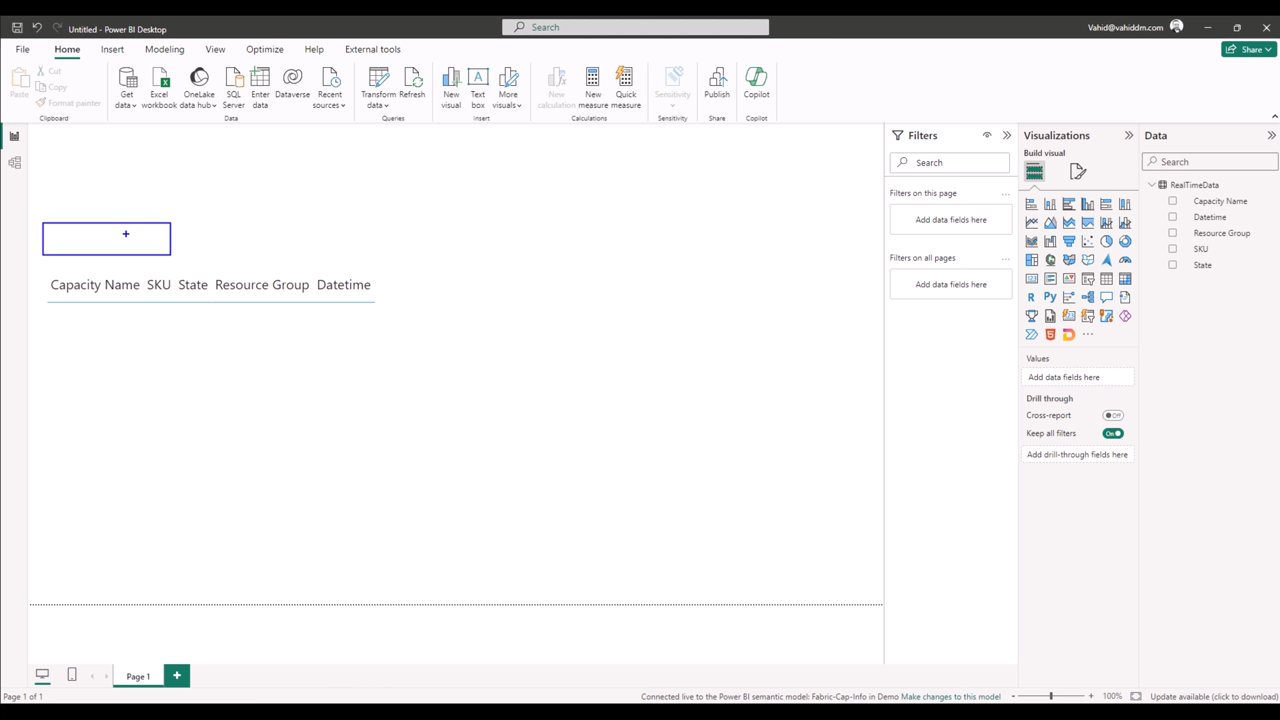 Untitled - Power BI Desktop
Search
Vahid@vahiddm.com
File Home Insert Modeling View Optimize Help External tools
Share
Paste
Cut
Copy
Format painter
Clipboard
Get data
Excel workbook
OneLake data hub
SQL Server
Enter data
Dataverse
Recent sources
Data
Transform data
Refresh
Queries
New visual
Text box
More visuals
Insert
New calculation
New measure
Quick measure
Calculations
Sensitivity
Sensitivity
Publish
Share
Copilot
Copilot
Capacity Name SKU State Resource Group Datetime
Filters
Search
Filters on this page
...
Add data fields here
Filters on all pages
...
Add data fields here
Visualizations
Build visual
R
Py
...
Values
Add data fields here
Drill through
Cross-report
Off
Keep all filters
On
Add drill-through fields here
Data
Search
RealTimeData
Capacity Name
Datetime
Resource Group
SKU
State
Page 1
+
Page 1 of 1
Connected live to the Power BI semantic model: Fabric-Cap-Info in Demo Make changes to this model
- + 100%
Update available (click to download)